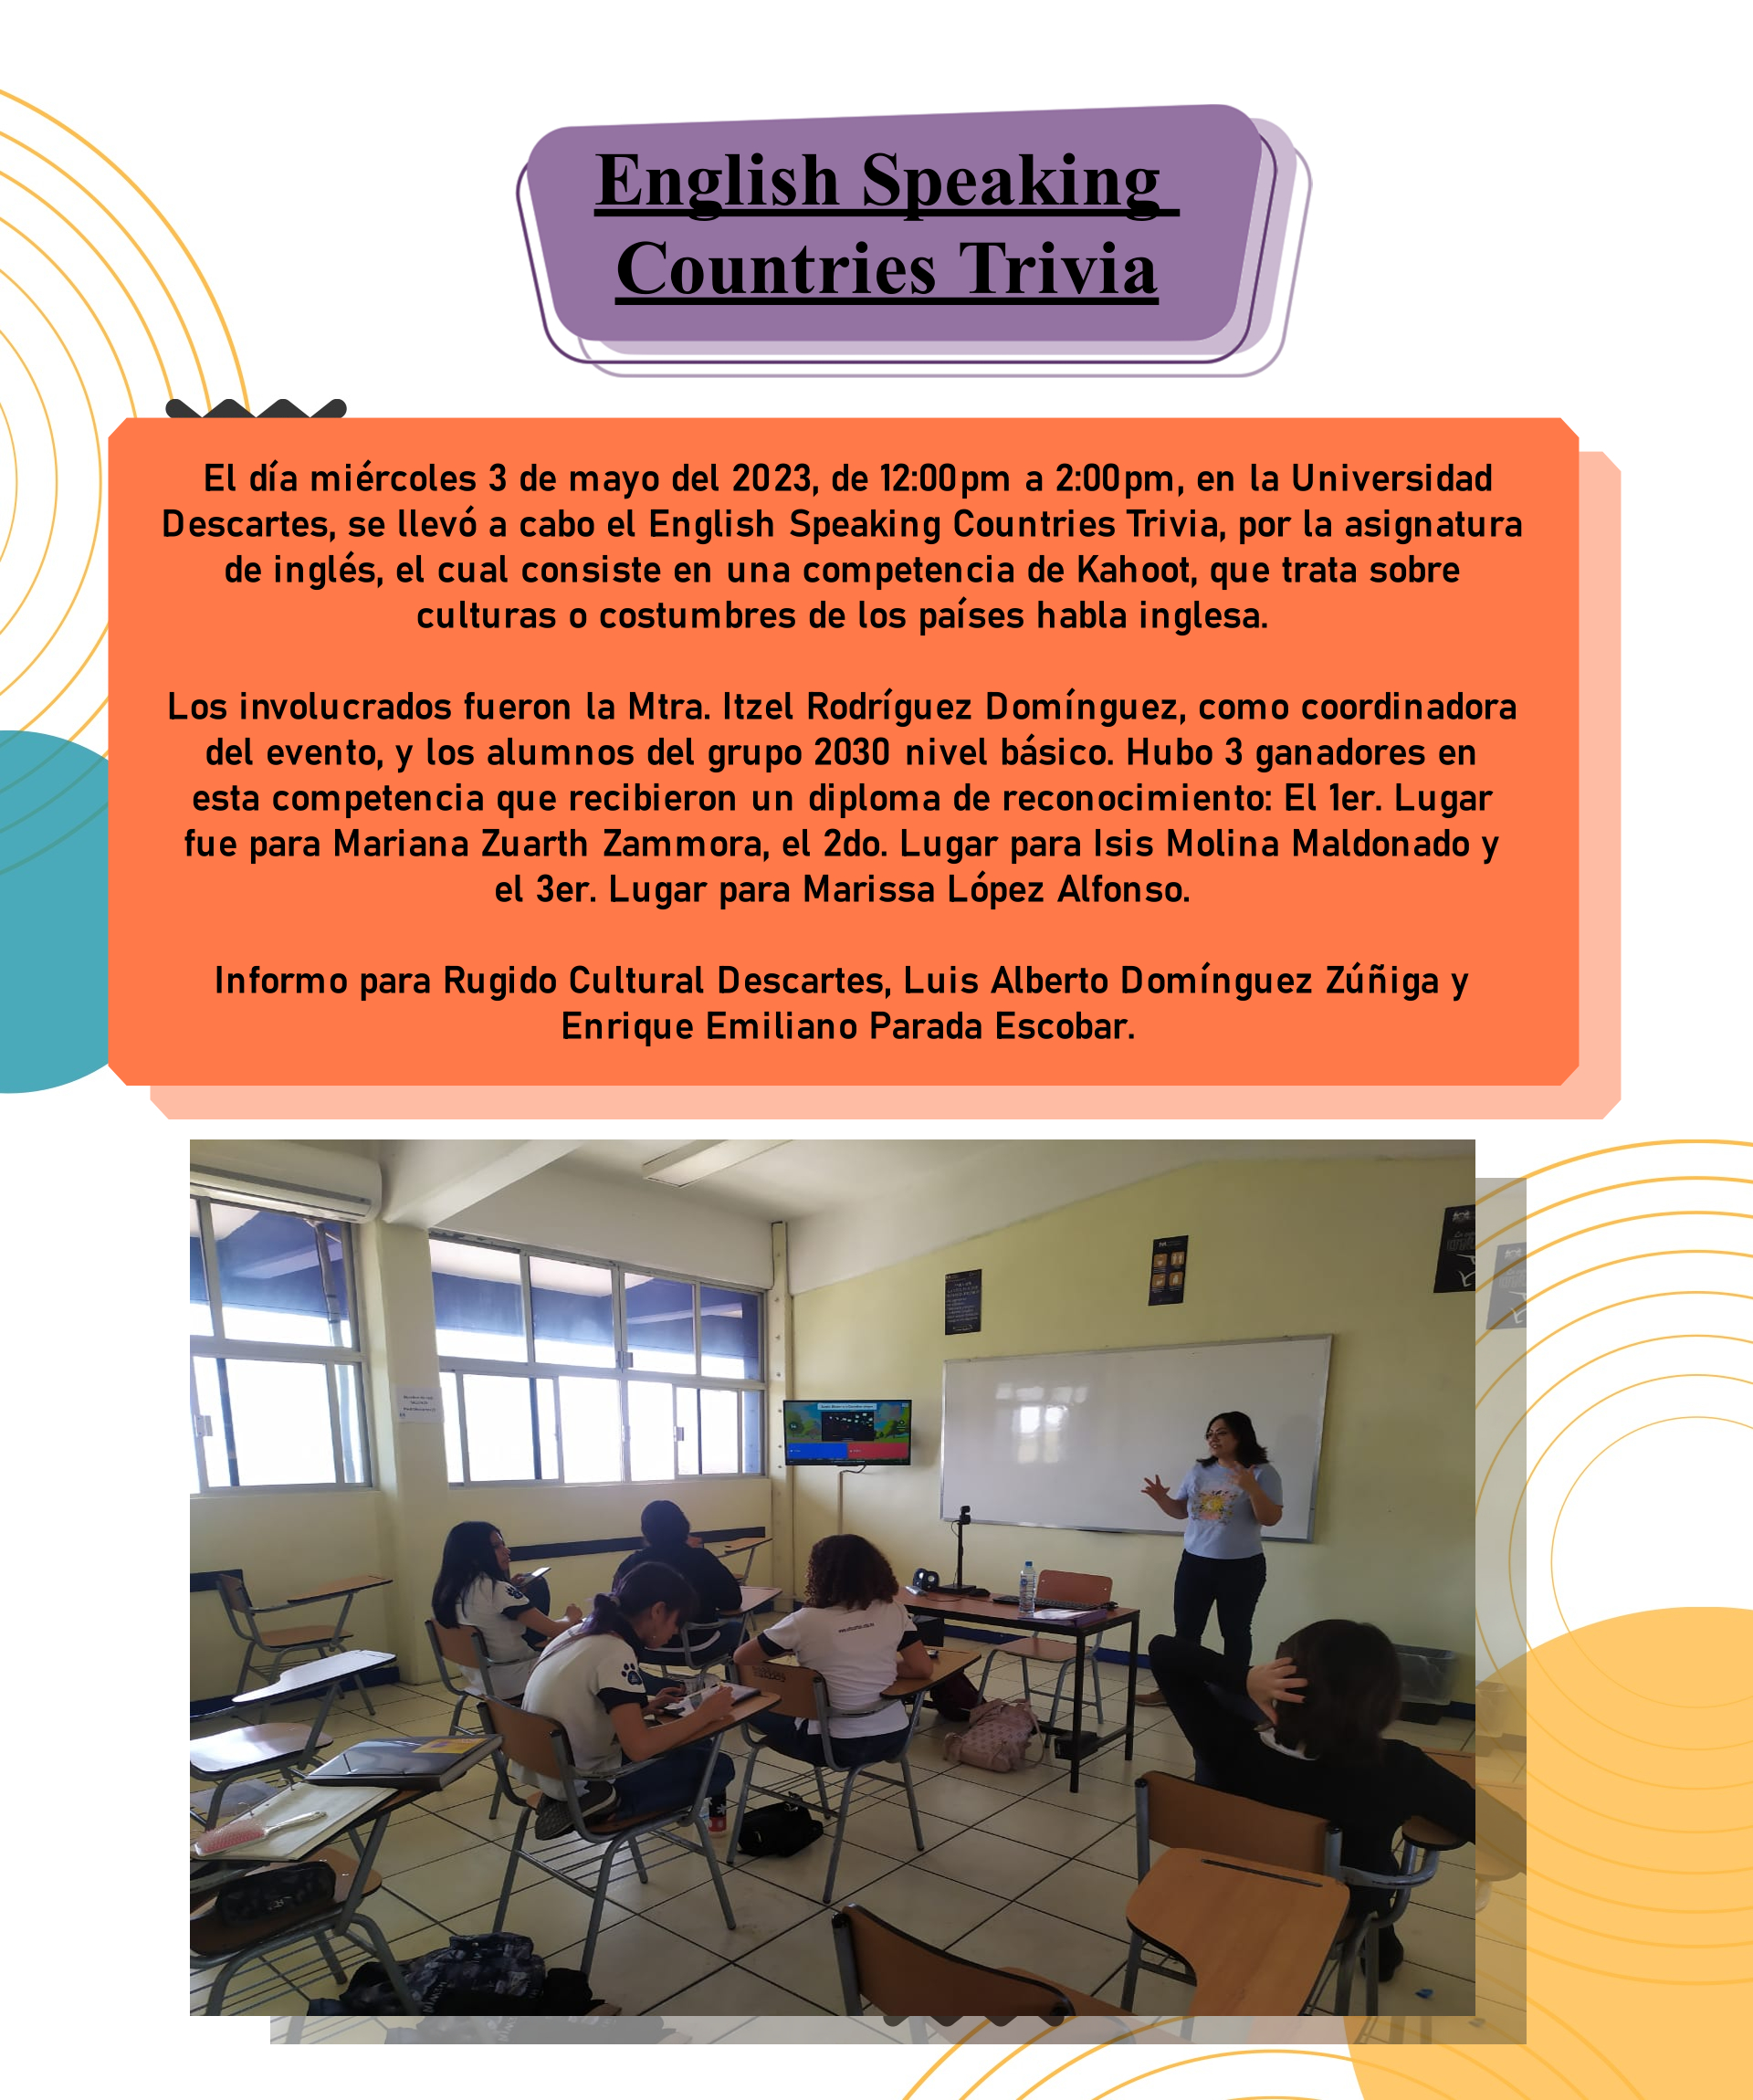 English Speaking
Countries Trivia
El día miércoles 3 de mayo del 2023, de 12:00pm a 2:00pm, en la Universidad
Descartes, se llevó a cabo el English Speaking Countries Trivia, por la asignatura
de inglés, el cual consiste en una competencia de Kahoot, que trata sobre
culturas o costumbres de los países habla inglesa.
Los involucrados fueron la Mtra. Itzel Rodríguez Domínguez, como coordinadora
del evento, y los alumnos del grupo 2030 nivel básico. Hubo 3 ganadores en
esta competencia que recibieron un diploma de reconocimiento: El 1er. Lugar
fue para Mariana Zuarth Zammora, el 2do. Lugar para Isis Molina Maldonado y
el 3er. Lugar para Marissa López Alfonso.
Informo para Rugido Cultural Descartes, Luis Alberto Domínguez Zúñiga y
Enrique Emiliano Parada Escobar.